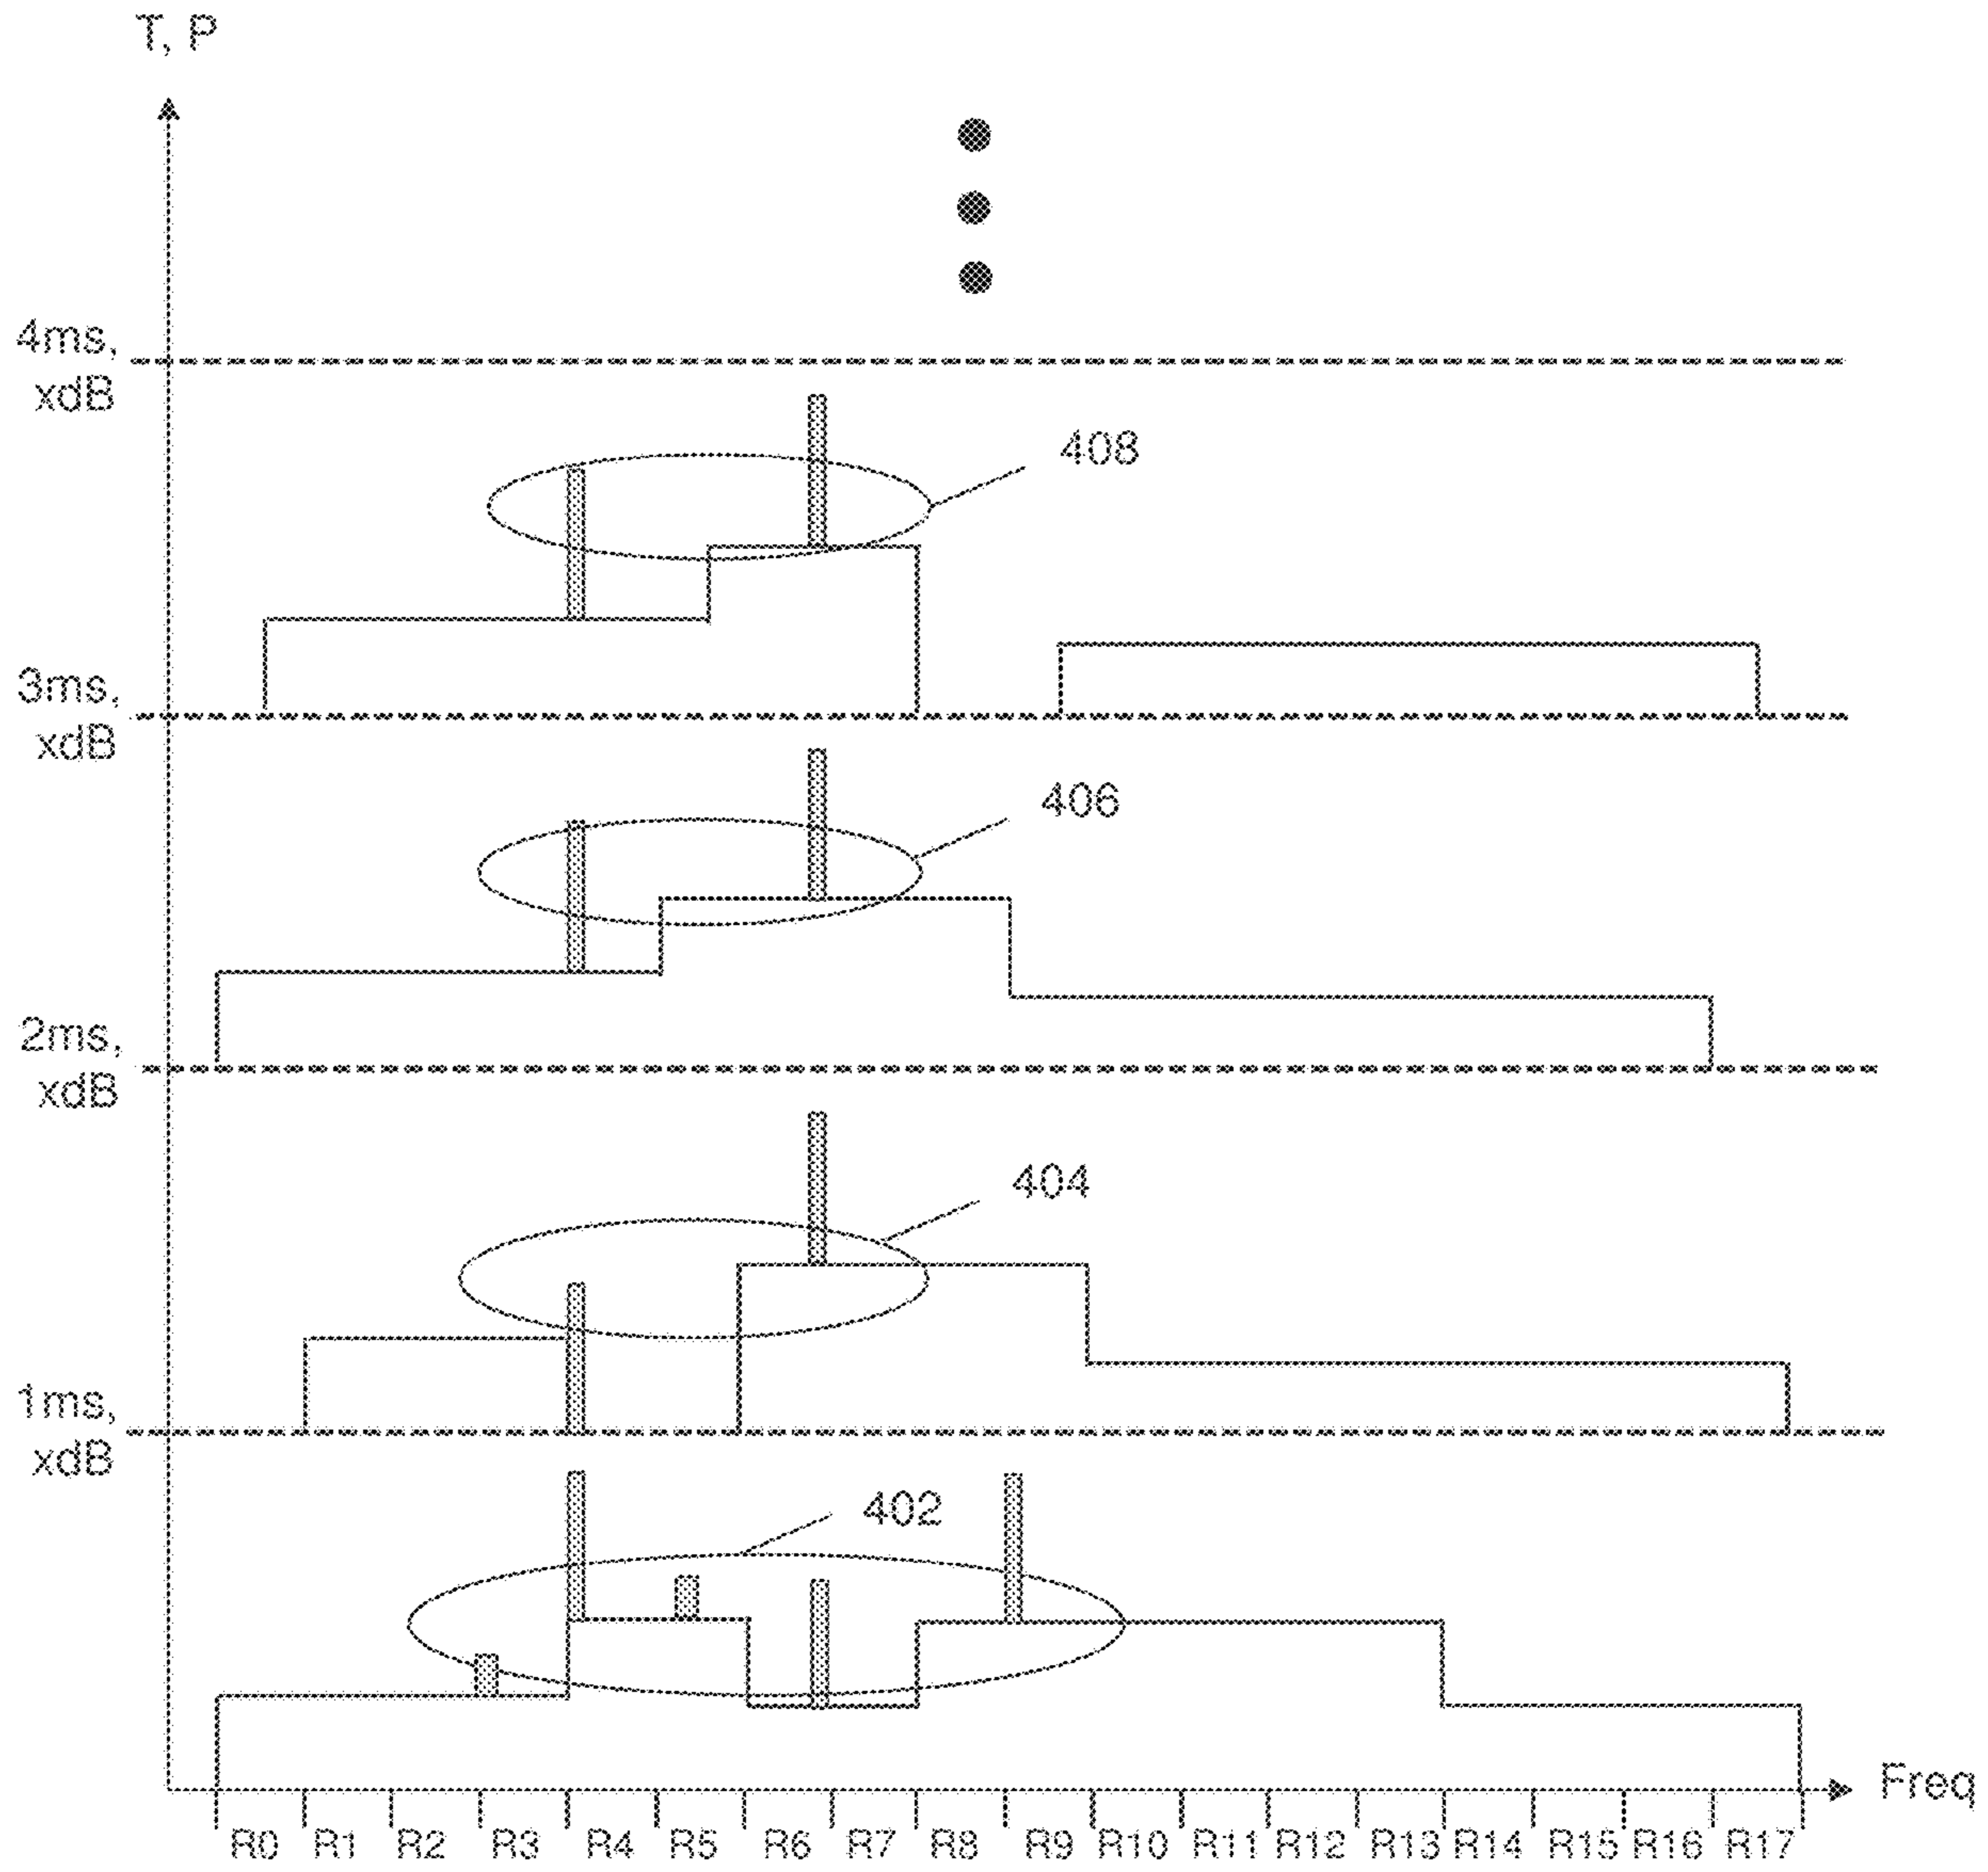 T, P
4ms,
xdB
408
3ms,
xdB
406
2ms,
xdB
404
1ms,
xdB
402
Freq
R0 R1 R2 R3 R4 R5 R6 R7 R8 R9 R10 R11 R12 R13 R14 R15 R16 R17